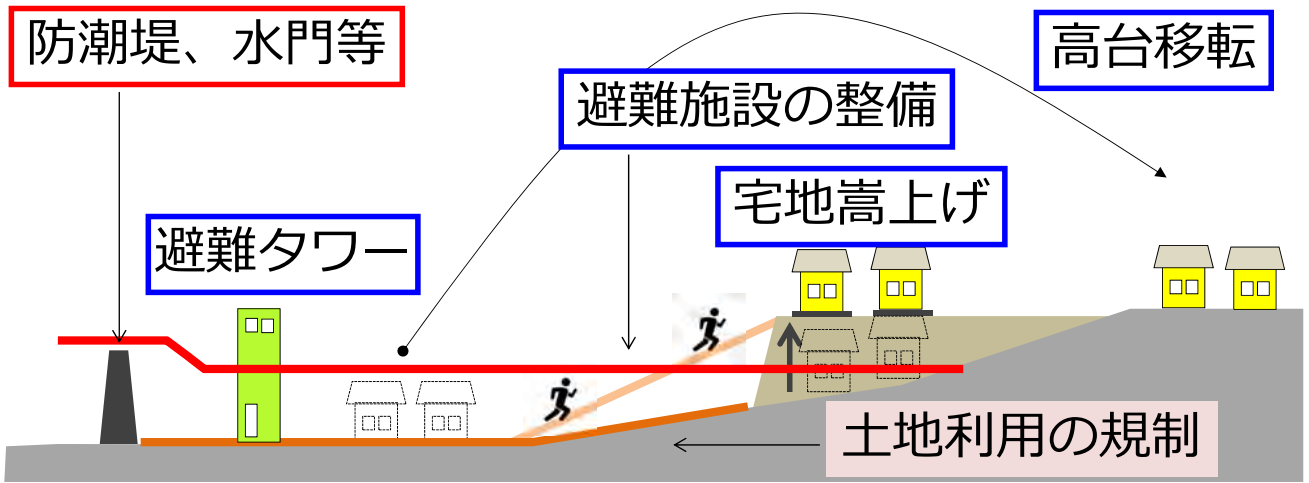 防潮堤、水門等
高台移転
避難施設の整備
宅地嵩上げ
避難タワー
土地利用の規制